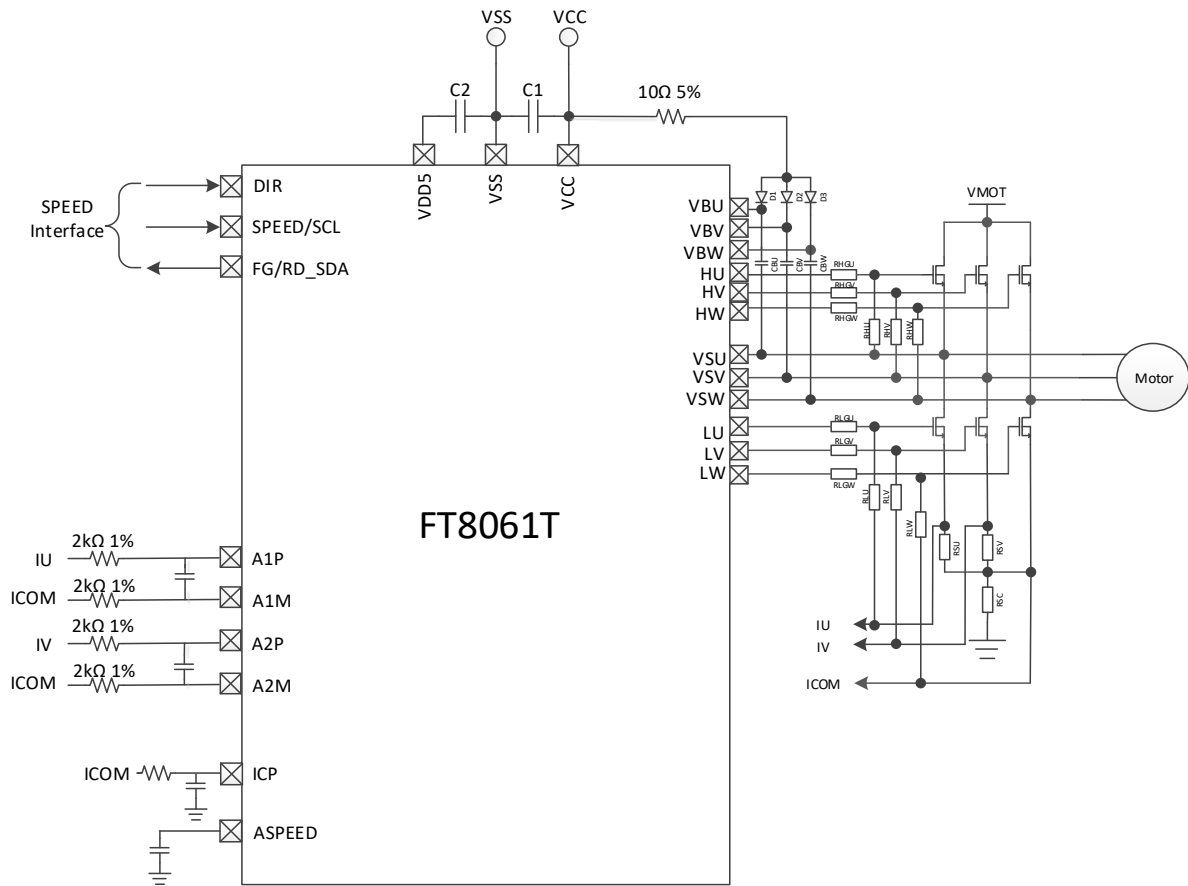 VSS
VCC
C2
C1
10Ω 5%
VDD5
VSS
VCC
SPEED
Interface
DIR
SPEED/SCL
FG/RD_SDA
VBU
VBV
VBW
HU
HV
HW
VSU
VSV
VSW
LU
LV
LW
D1
D2
D3
CBU
CBV
CBW
RHGU
RHGV
RHGW
RHU
RHV
RHW
VMOT
Motor
RLGU
RLGV
RLGW
RLU
RLV
RLW
RSU
RSV
RSC
IU
IV
ICOM
FT8061T
IU
2kΩ 1%
A1P
ICOM
2kΩ 1%
A1M
IV
2kΩ 1%
A2P
ICOM
2kΩ 1%
A2M
ICOM
ICP
ASPEED